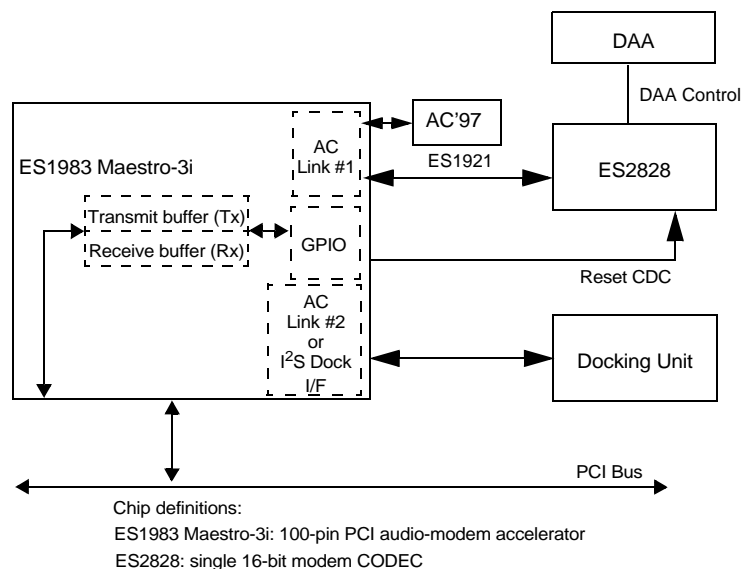 DAA
DAA Control
AC'97
AC
Link #1
ES1921
ES2828
ES1983 Maestro-3i
Transmit buffer (Tx)
Receive buffer (Rx)
GPIO
Reset CDC
AC
Link #2
or
I²S Dock
I/F
Docking Unit
PCI Bus
Chip definitions:
ES1983 Maestro-3i: 100-pin PCI audio-modem accelerator
ES2828: single 16-bit modem CODEC